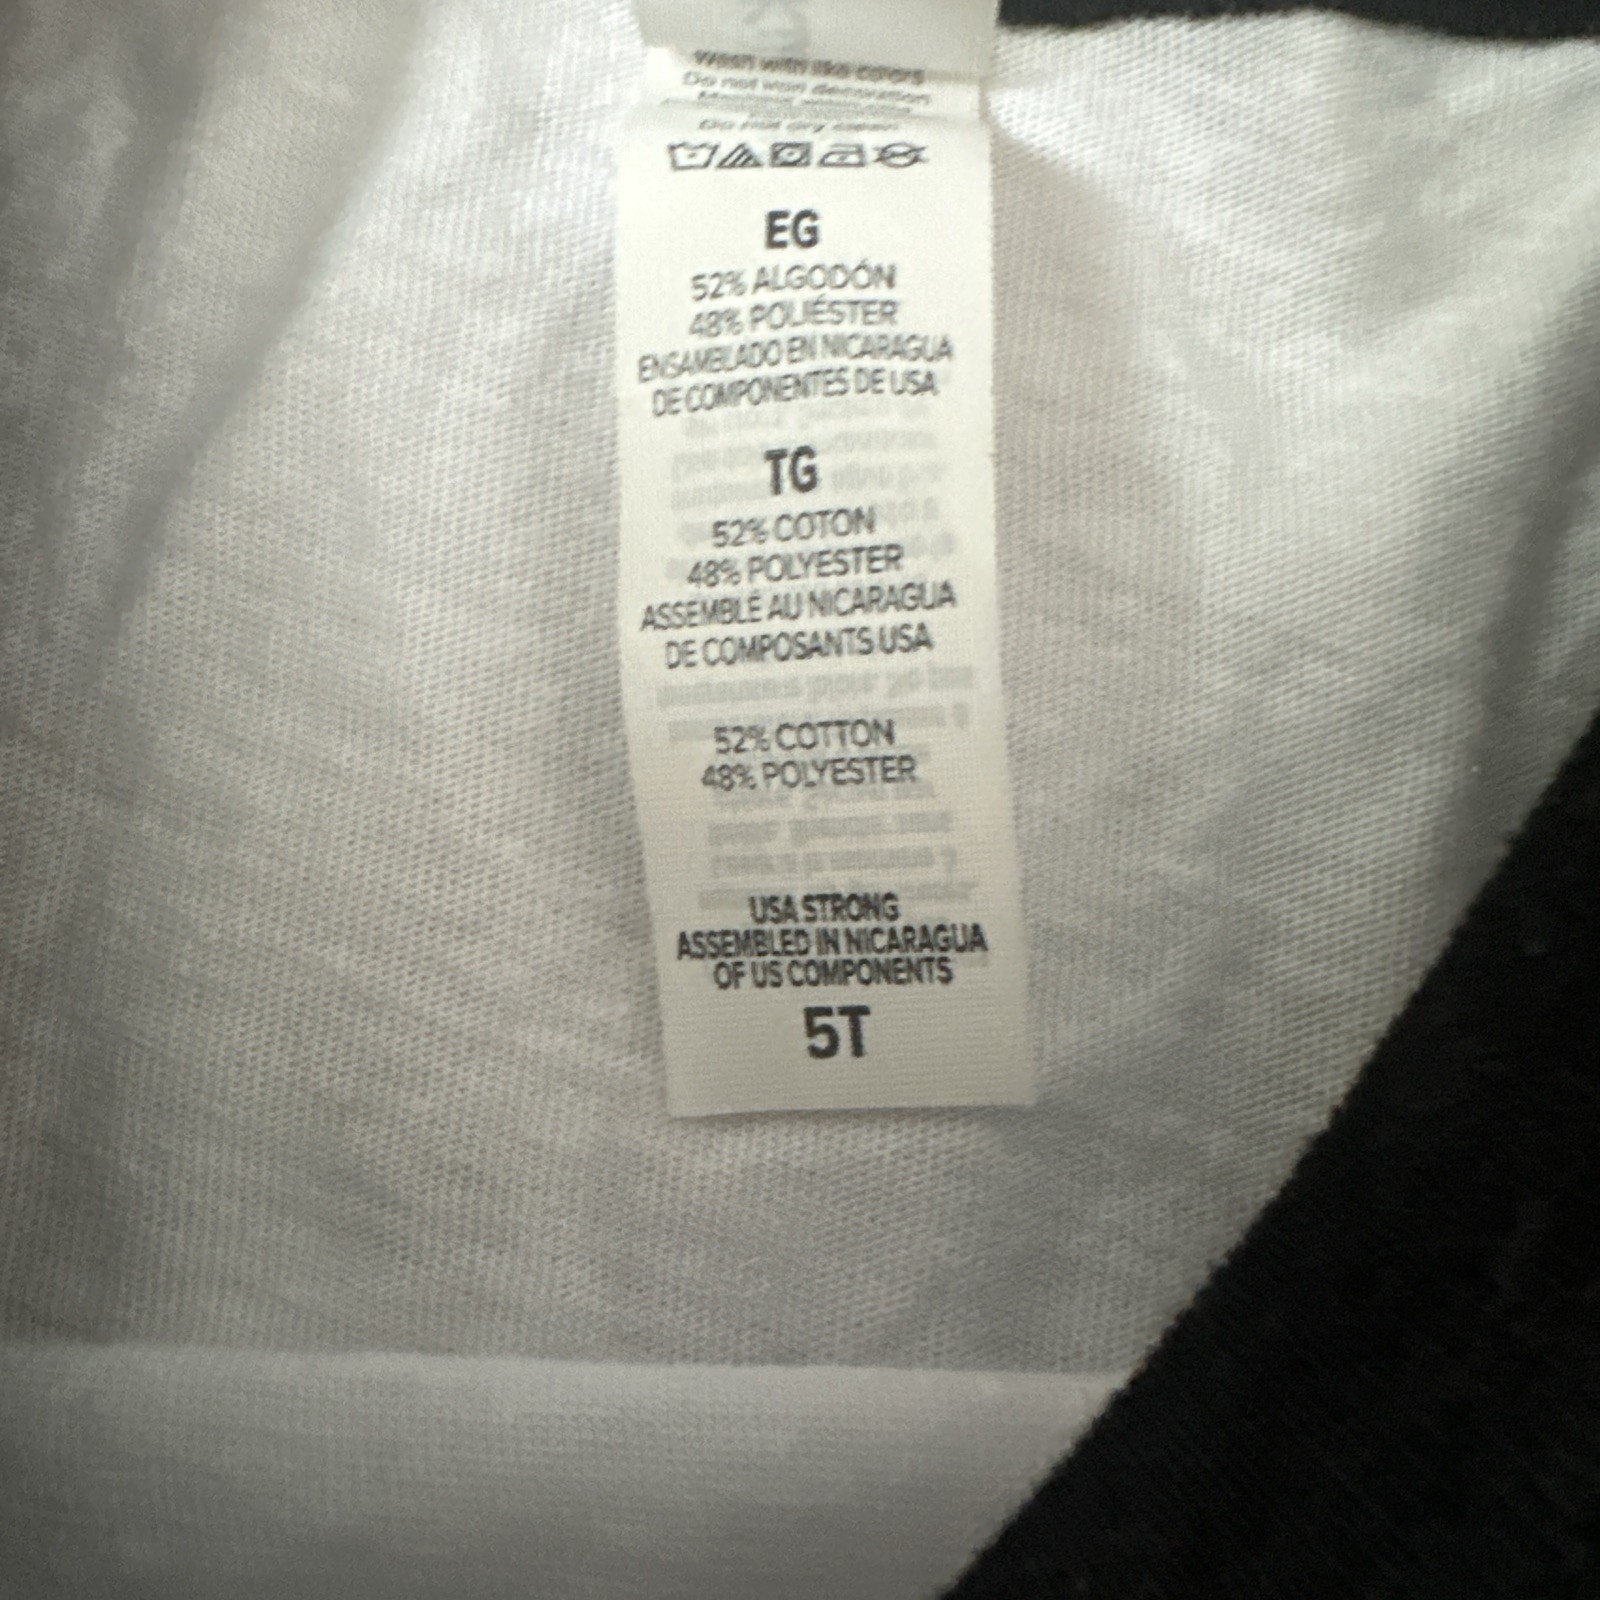 Wash with like colors
Do not iron decoration
Do not dry clean
EG
52% ALGODÓN
48% POLIÉSTER
ENSAMBLADO EN NICARAGUA
DE COMPONENTES DE USA
TG
52% COTON
48% POLYESTER
ASSEMBLÉ AU NICARAGUA
DE COMPOSANTS USA
52% COTTON
48% POLYESTER
USA STRONG
ASSEMBLED IN NICARAGUA
OF US COMPONENTS
5T